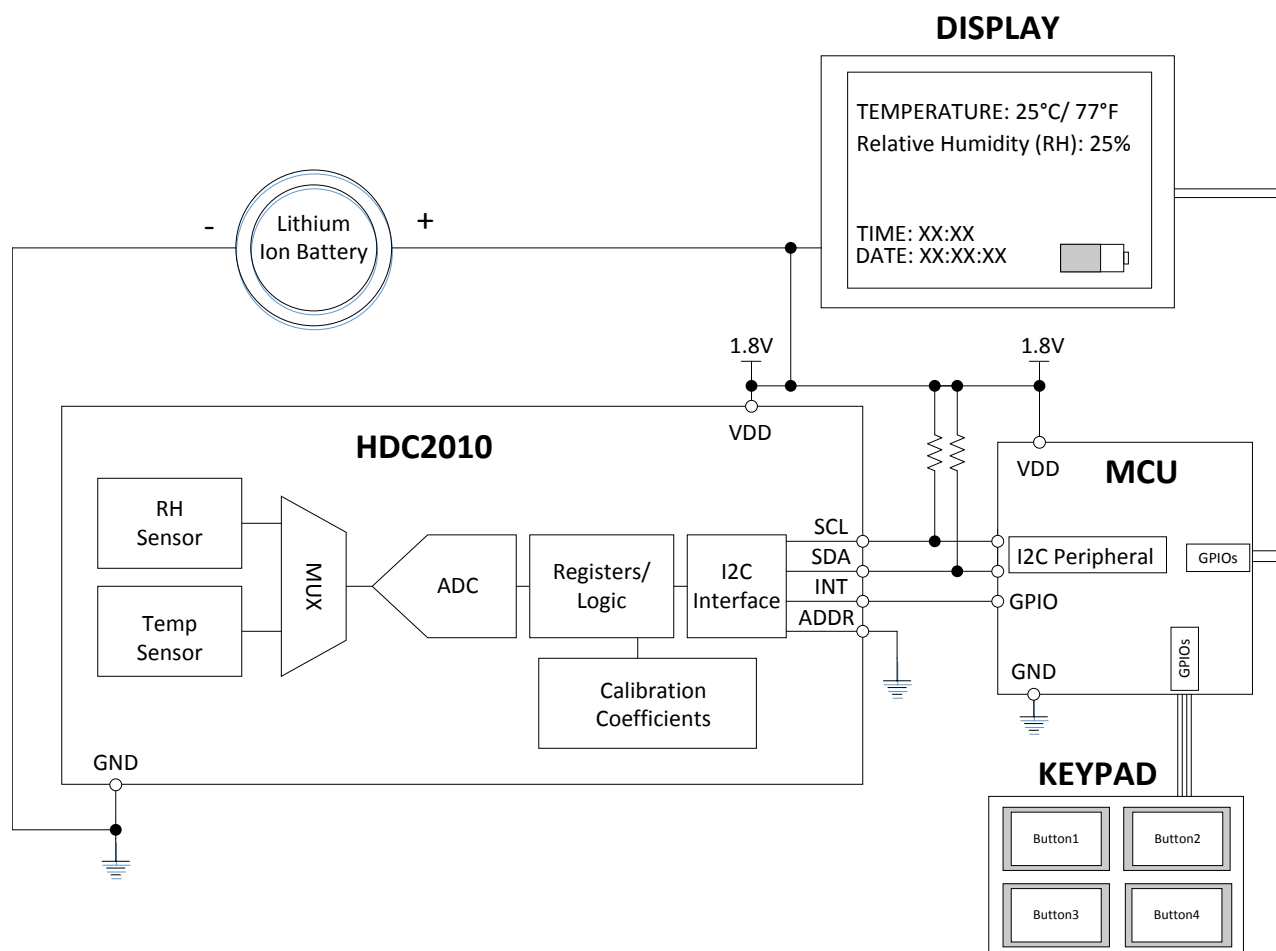 DISPLAY
TEMPERATURE: 25°C/ 77°F
Relative Humidity (RH): 25%
TIME: XX:XX
DATE: XX:XX:XX
-
Lithium
Ion Battery
+
1.8V
1.8V
VDD
HDC2010
RH
Sensor
Temp
Sensor
MUX
ADC
Registers/
Logic
I2C
Interface
Calibration
Coefficients
SCL
SDA
INT
ADDR
GND
VDD
MCU
I2C Peripheral
GPIOs
GPIO
GPIOs
GND
KEYPAD
Button1
Button2
Button3
Button4